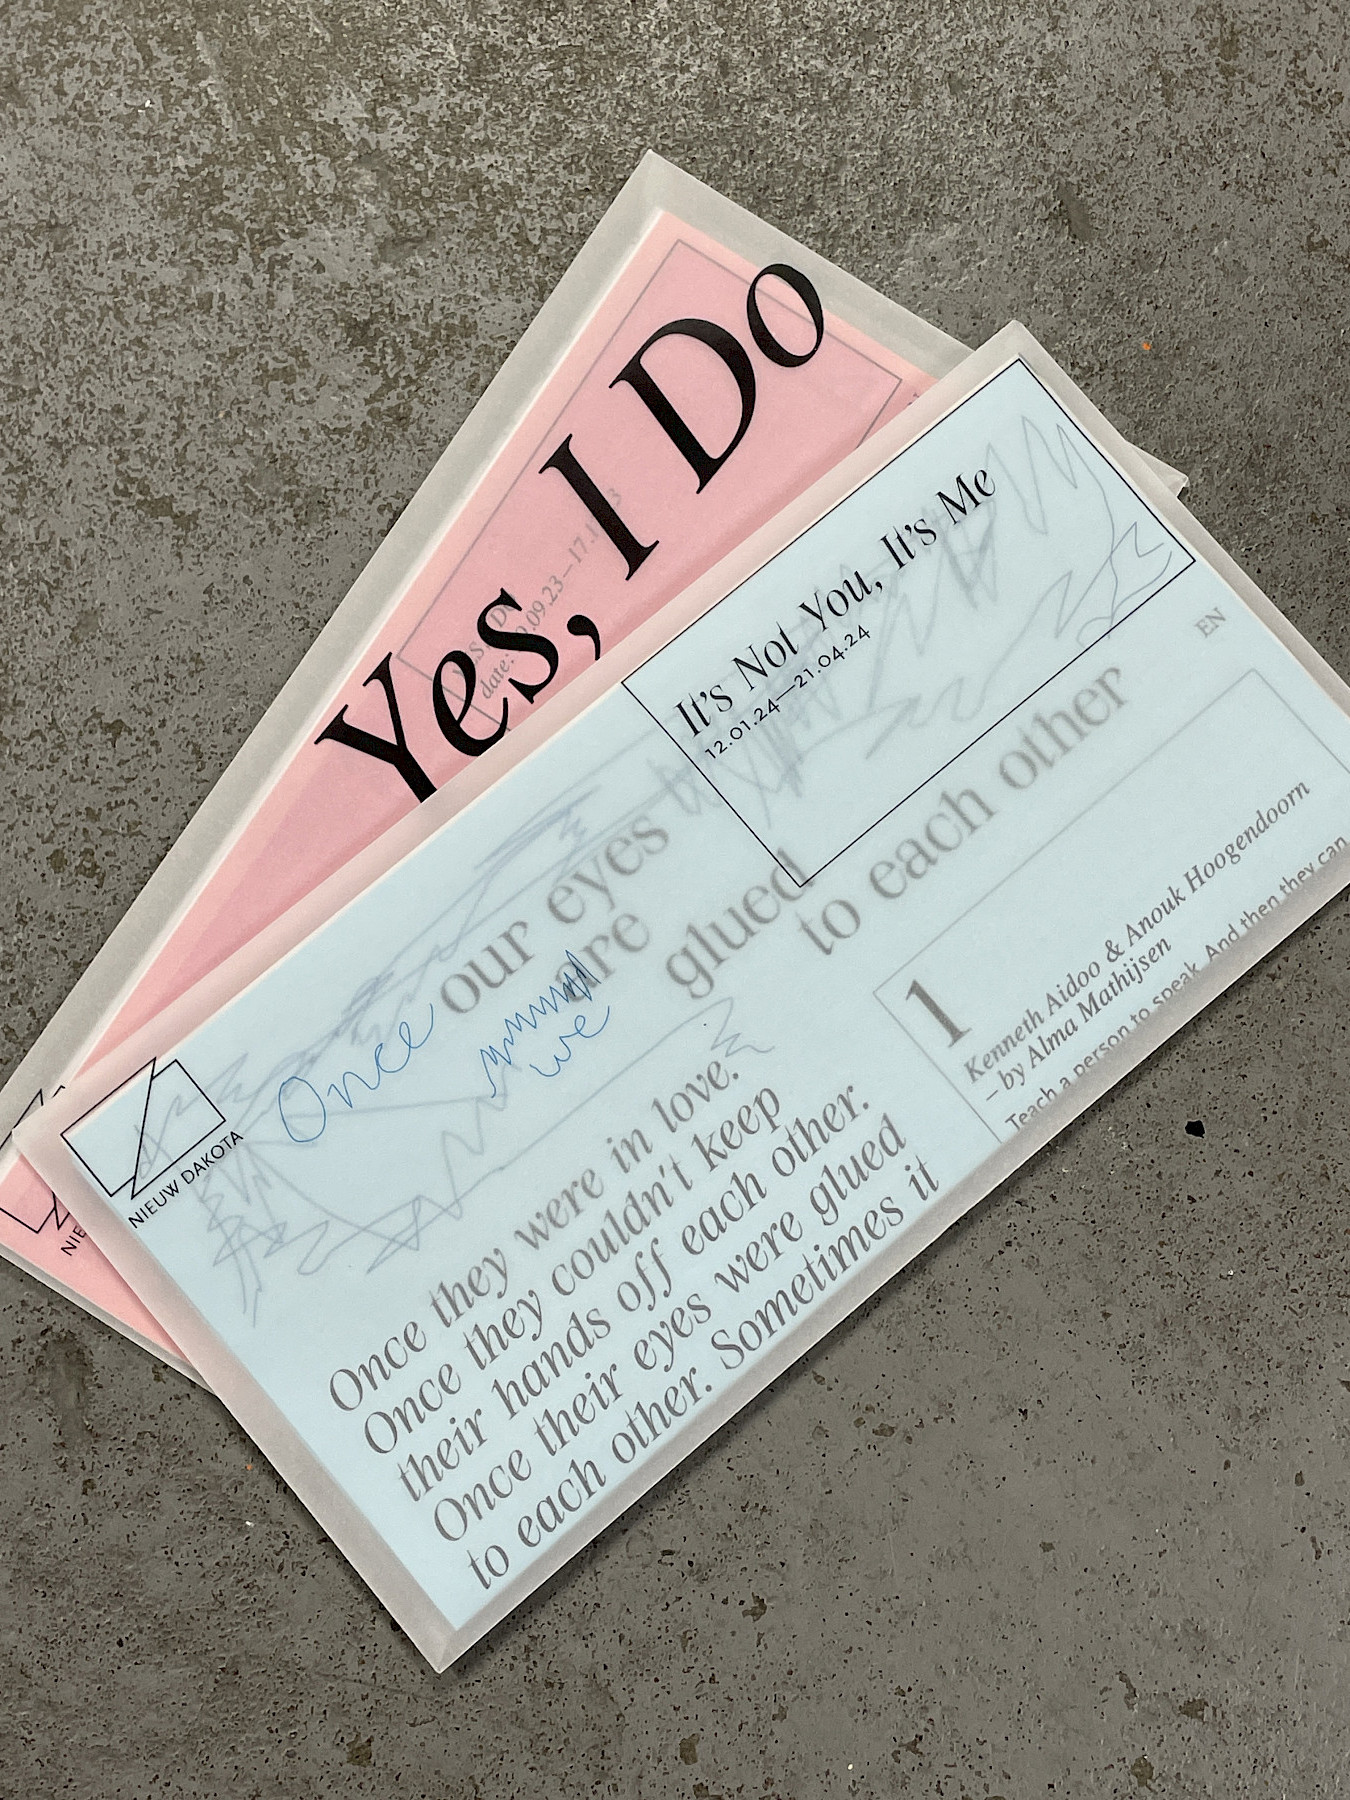 Yes, I Do
It's Not You, It's Me
12.01.24—21.04.24
EN
Once our eyes
are
we
glued
to each other
NIEUW DAKOTA
1
Kenneth Aidoo & Anouk Hoogendoorn
– by Alma Mathijsen
Teach a person to speak. And then they can
Once they were in love.
Once they couldn't keep
their hands off each other.
Once their eyes were glued
to each other. Sometimes it
NIE